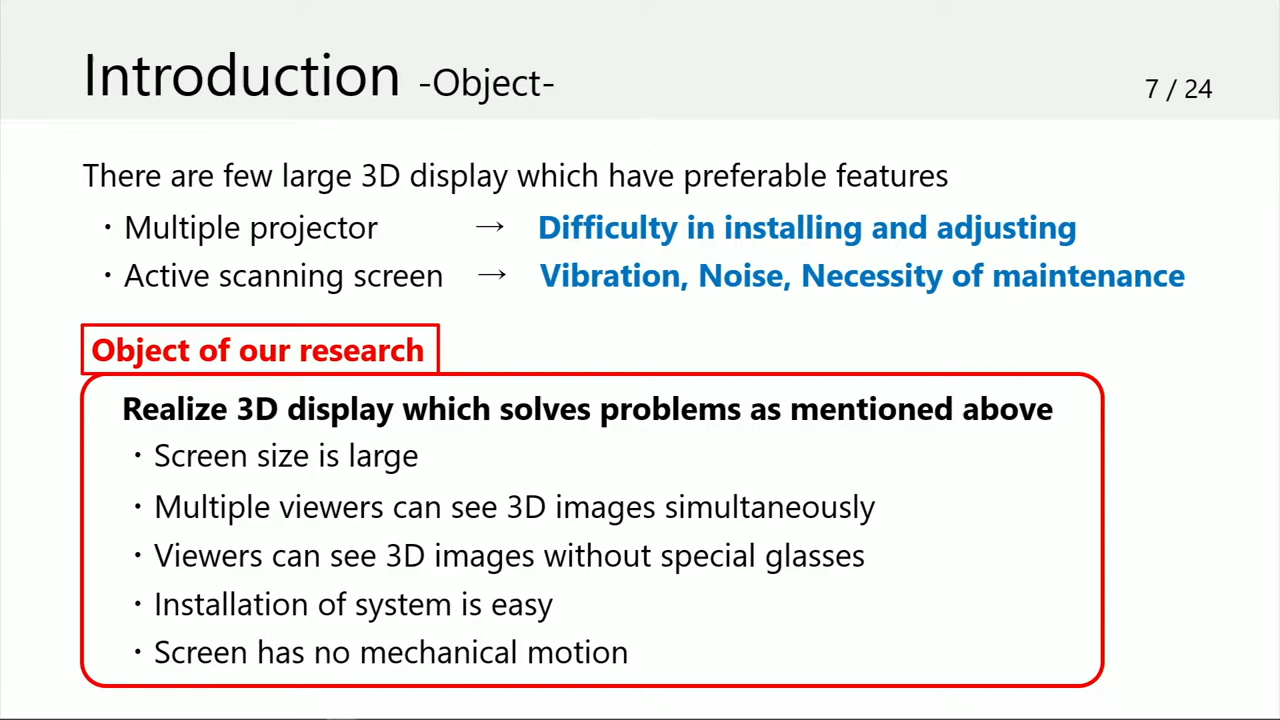 Introduction -Object-
7 / 24
There are few large 3D display which have preferable features
・Multiple projector → Difficulty in installing and adjusting
・Active scanning screen → Vibration, Noise, Necessity of maintenance
Object of our research
Realize 3D display which solves problems as mentioned above
・Screen size is large
・Multiple viewers can see 3D images simultaneously
・Viewers can see 3D images without special glasses
・Installation of system is easy
・Screen has no mechanical motion